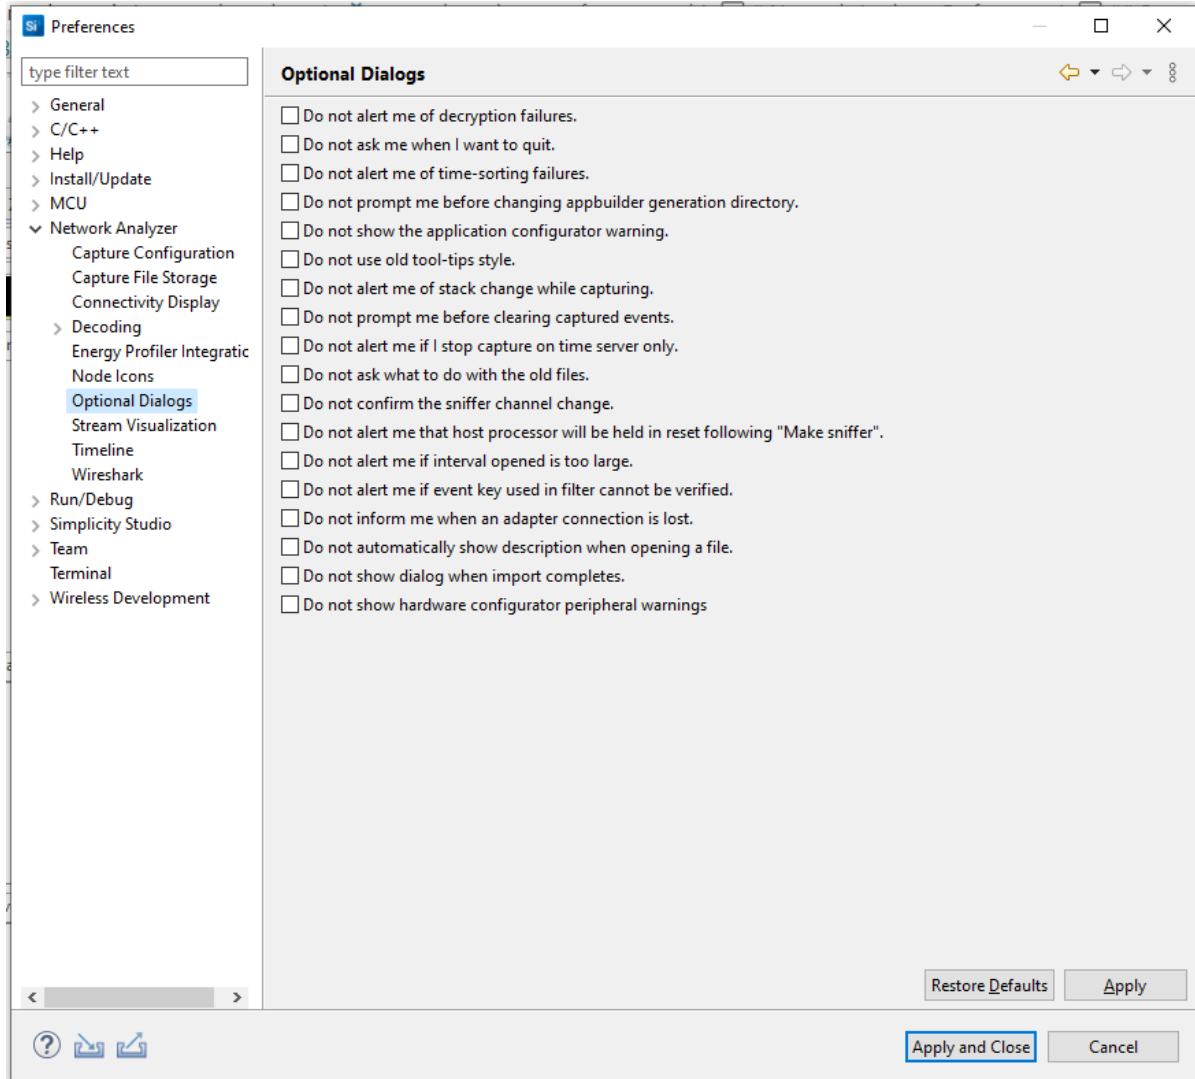 Si Preferences
type filter text
General
C/C++
Help
Install/Update
MCU
Network Analyzer
Capture Configuration
Capture File Storage
Connectivity Display
Decoding
Energy Profiler Integratic
Node Icons
Optional Dialogs
Stream Visualization
Timeline
Wireshark
Run/Debug
Simplicity Studio
Team
Terminal
Wireless Development
Optional Dialogs
Do not alert me of decryption failures.
Do not ask me when I want to quit.
Do not alert me of time-sorting failures.
Do not prompt me before changing appbuilder generation directory.
Do not show the application configurator warning.
Do not use old tool-tips style.
Do not alert me of stack change while capturing.
Do not prompt me before clearing captured events.
Do not alert me if I stop capture on time server only.
Do not ask what to do with the old files.
Do not confirm the sniffer channel change.
Do not alert me that host processor will be held in reset following "Make sniffer".
Do not alert me if interval opened is too large.
Do not alert me if event key used in filter cannot be verified.
Do not inform me when an adapter connection is lost.
Do not automatically show description when opening a file.
Do not show dialog when import completes.
Do not show hardware configurator peripheral warnings
Restore Defaults Apply
Apply and Close Cancel